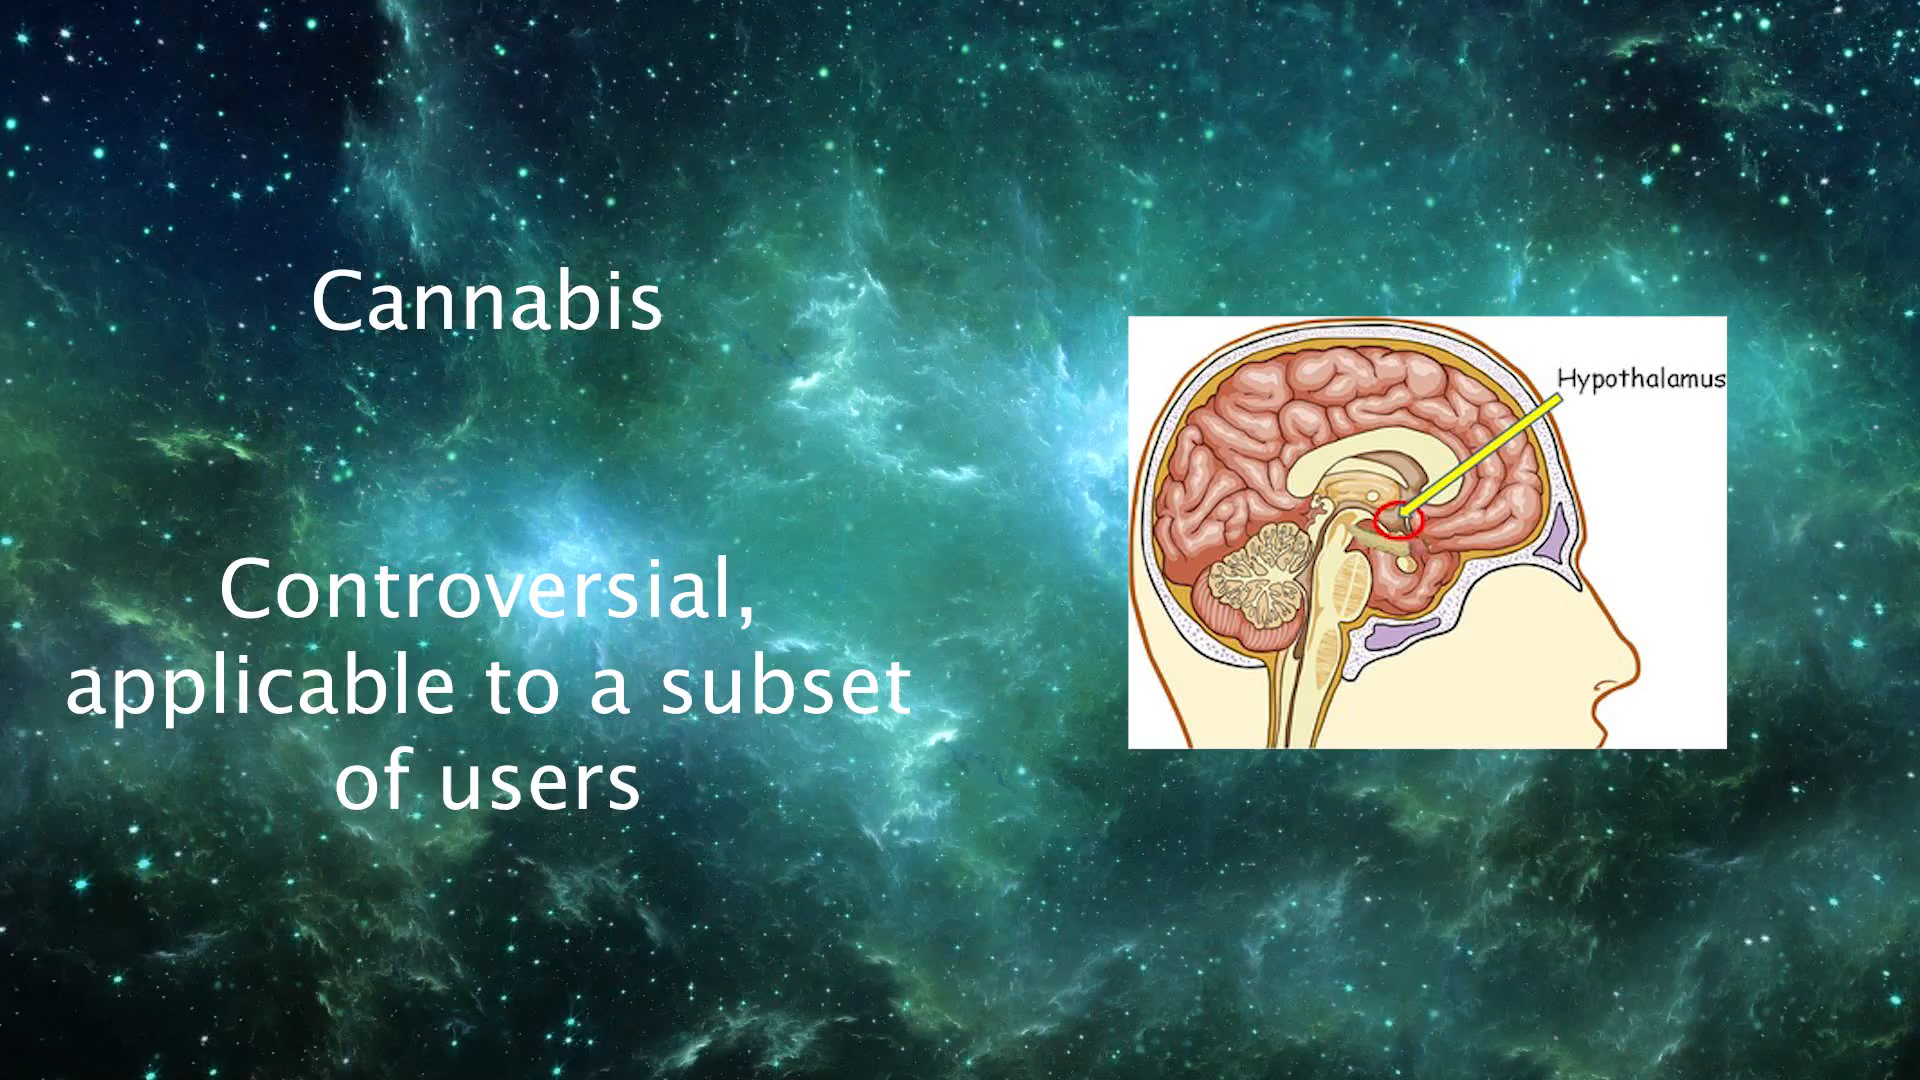 Cannabis
Controversial,
applicable to a subset
of users
Hypothalamus